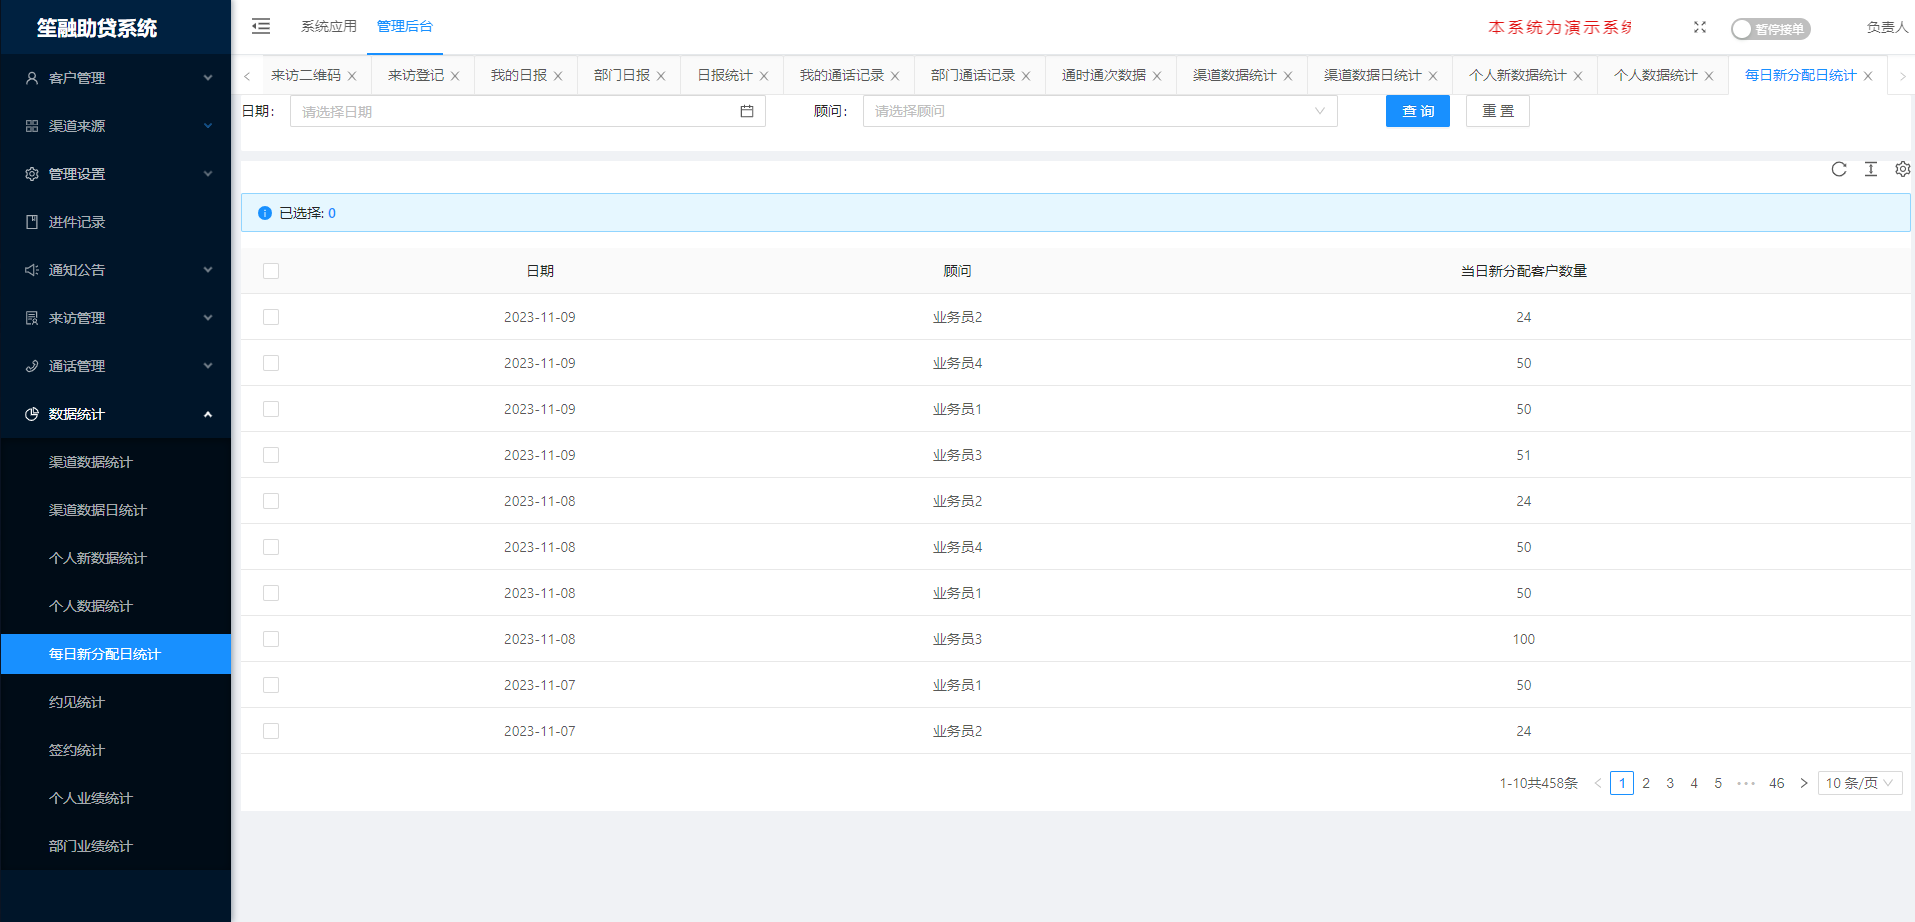 笙融助贷系统
系统应用 管理后台 本系统为演示系统 暂停接单 负责人
来访二维码 来访登记 我的日报 部门日报 日报统计 我的通话记录 部门通话记录 通时通次数据 渠道数据统计 渠道数据日统计 个人新数据统计 个人数据统计 每日新分配日统计
客户管理
渠道来源
管理设置
进件记录
通知公告
来访管理
通话管理
数据统计
渠道数据统计
渠道数据日统计
个人新数据统计
个人数据统计
每日新分配日统计
约见统计
签约统计
个人业绩统计
部门业绩统计
日期: 请选择日期 顾问: 请选择顾问 查 询 重 置
已选择: 0
日期 顾问 当日新分配客户数量
2023-11-09 业务员2 24
2023-11-09 业务员4 50
2023-11-09 业务员1 50
2023-11-09 业务员3 51
2023-11-08 业务员2 24
2023-11-08 业务员4 50
2023-11-08 业务员1 50
2023-11-08 业务员3 100
2023-11-07 业务员1 50
2023-11-07 业务员2 24
1-10共458条 < 1 2 3 4 5 ••• 46 > 10 条/页